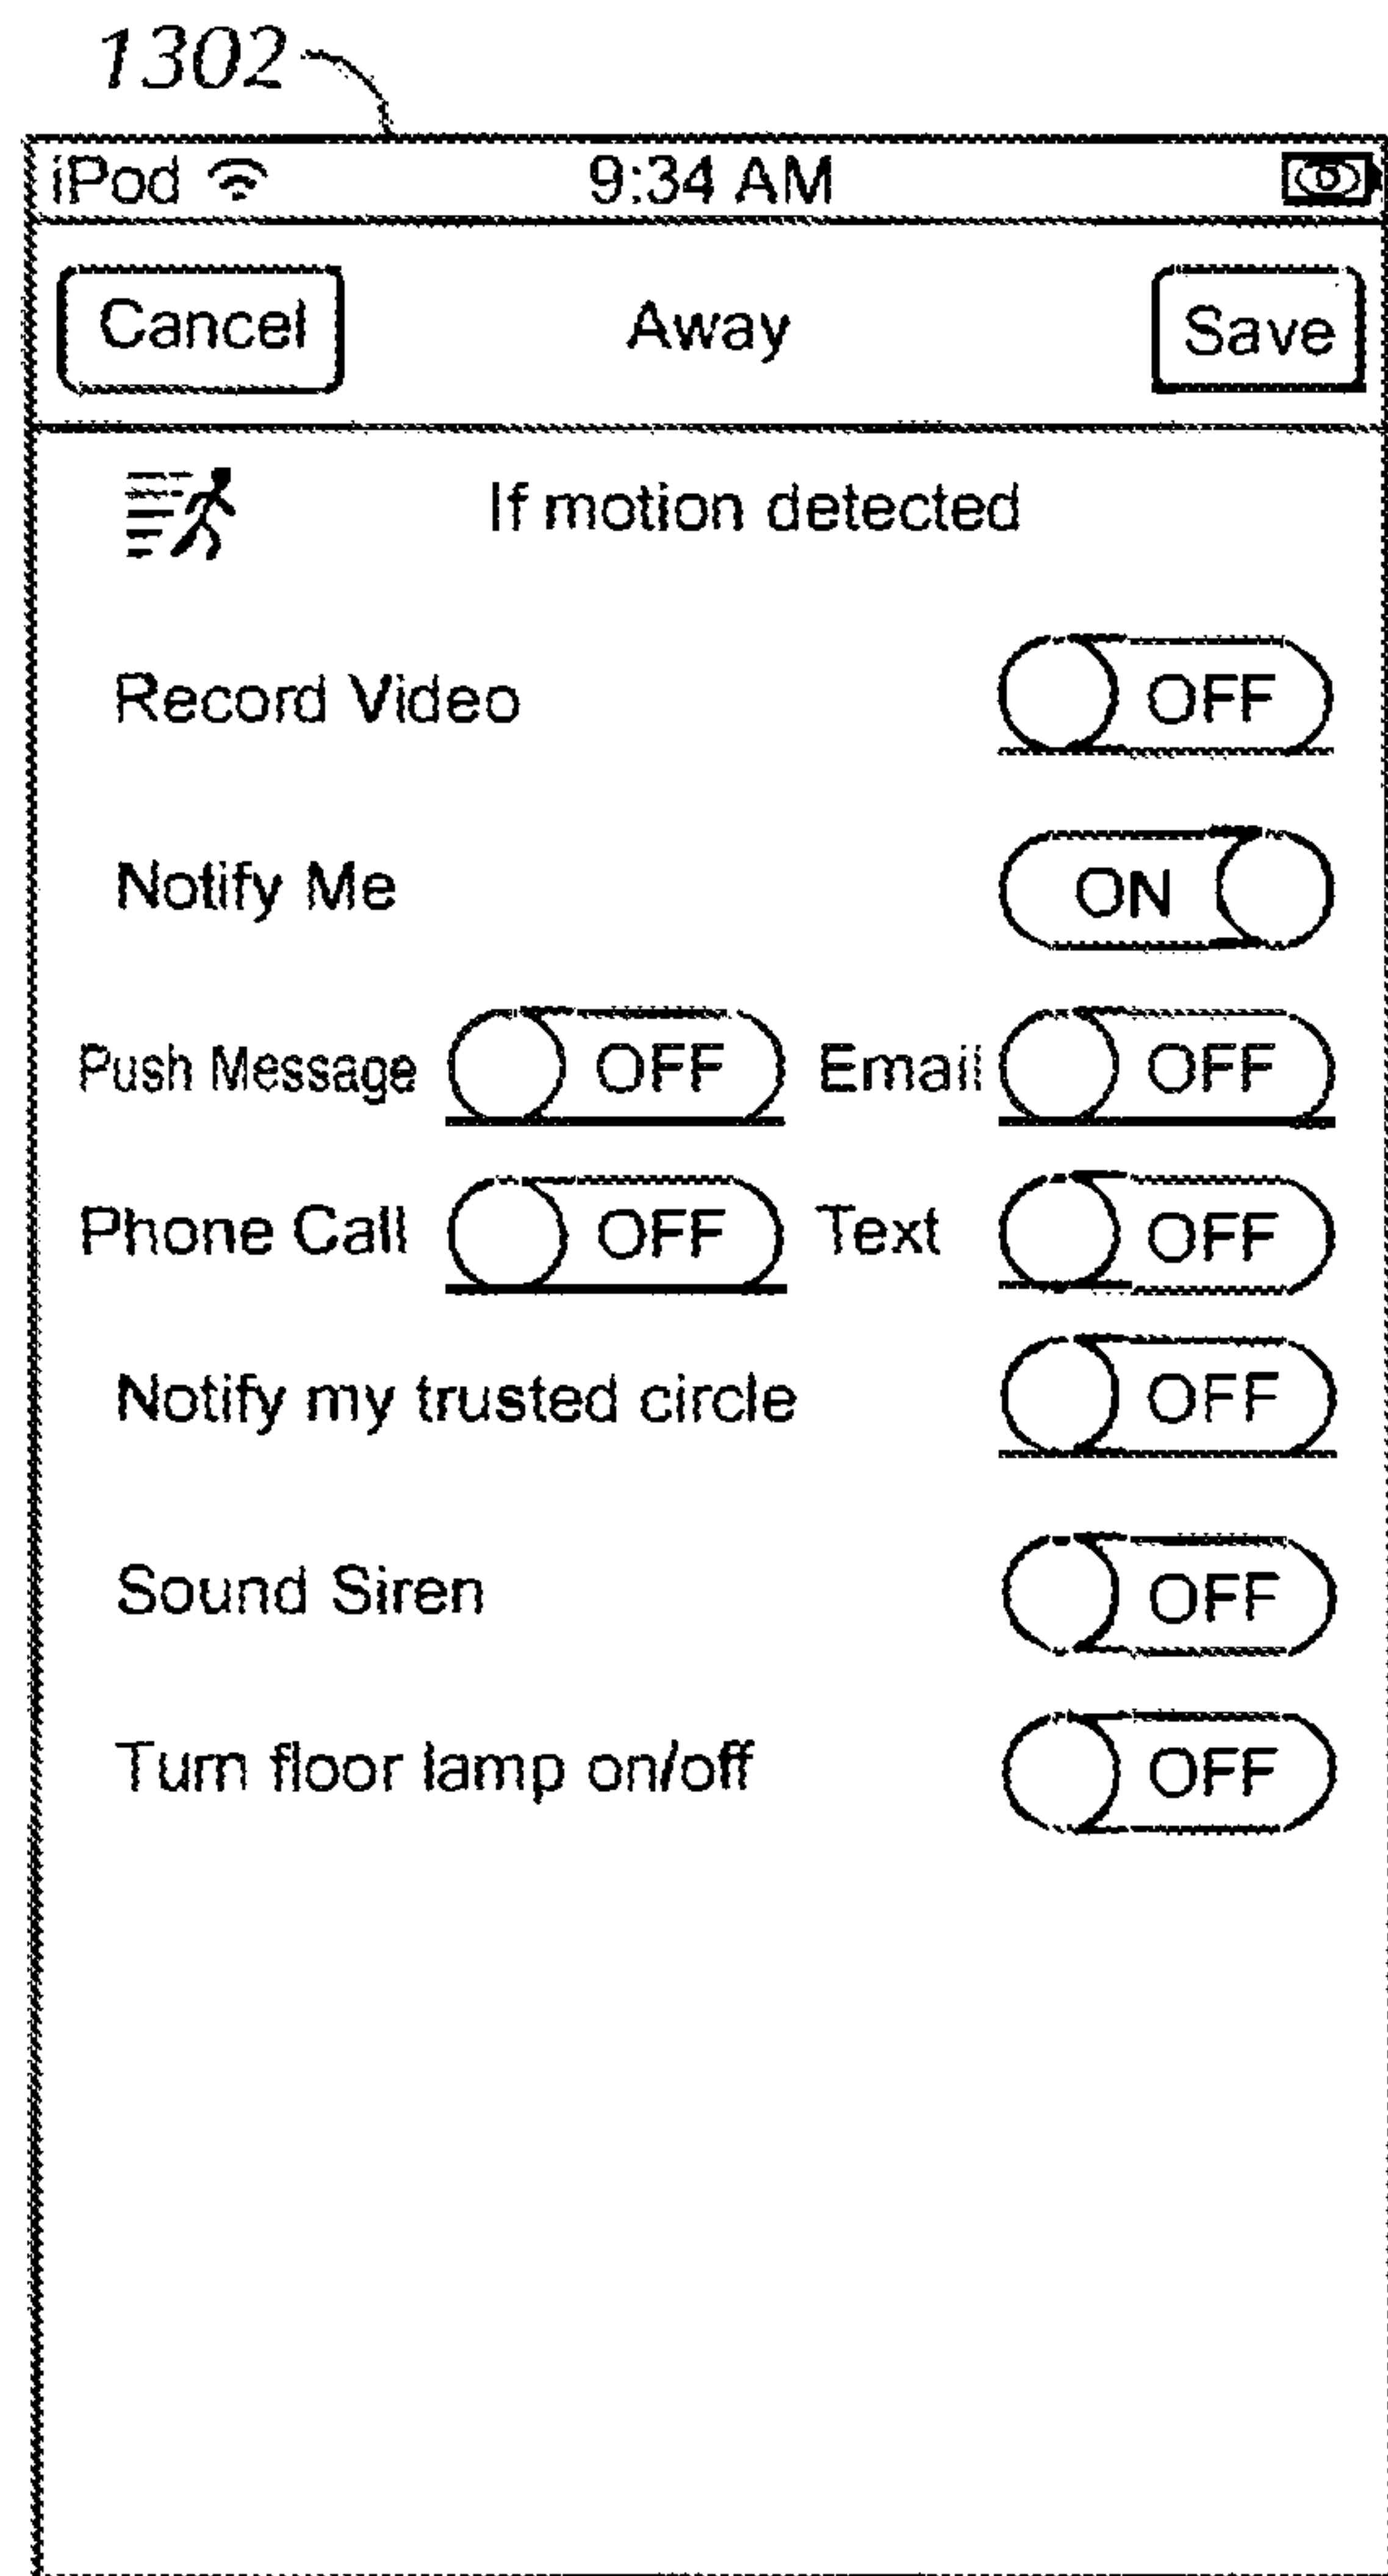 1302
iPod 9:34 AM
Cancel Away Save
If motion detected
Record Video OFF
Notify Me ON
Push Message OFF Email OFF
Phone Call OFF Text OFF
Notify my trusted circle OFF
Sound Siren OFF
Turn floor lamp on/off OFF